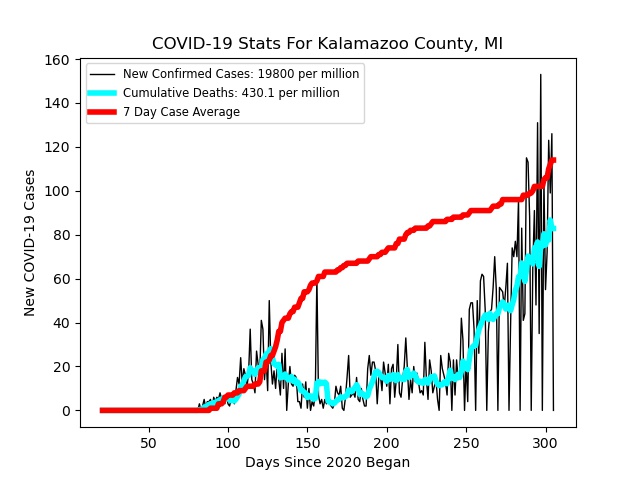 COVID-19 Stats For Kalamazoo County, MI
New Confirmed Cases: 19800 per million
Cumulative Deaths: 430.1 per million
7 Day Case Average
160
140
120
100
80
60
40
20
0
New COVID-19 Cases
50 100 150 200 250 300
Days Since 2020 Began